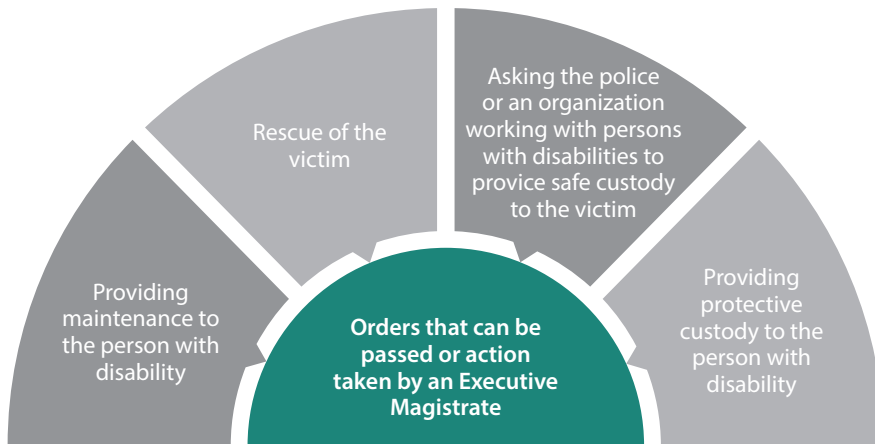 Providing
maintenance to
the person with
disability
Rescue of the
victim
Asking the police
or an organization
working with persons
with disabilities to
provice safe custody
to the victim
Providing
protective
custody to the
person with
disability
Orders that can be
passed or action
taken by an Executive
Magistrate